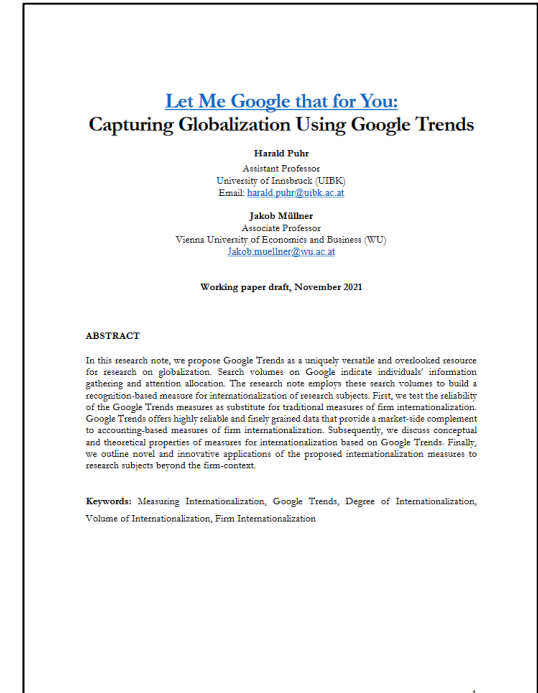 Let Me Google that for You:
Capturing Globalization Using Google Trends
Harald Puhr
Assistant Professor
University of Innsbruck (UIBK)
Email: harald.puhr@uibk.ac.at
Jakob Müllner
Associate Professor
Vienna University of Economics and Business (WU)
Jakob.muellner@wu.ac.at
Working paper draft, November 2021
ABSTRACT
In this research note, we propose Google Trends as a uniquely versatile and overlooked resource
for research on globalization. Search volumes on Google indicate individuals' information
gathering and attention allocation. The research note employs these search volumes to build a
recognition-based measure for internationalization of research subjects. First, we test the reliability
of the Google Trends measures as substitute for traditional measures of firm internationalization.
Google Trends offers highly reliable and finely grained data that provide a market-side complement
to accounting-based measures of firm internationalization. Subsequently, we discuss conceptual
and theoretical properties of measures for internationalization based on Google Trends. Finally,
we outline novel and innovative applications of the proposed internationalization measures to
research subjects beyond the firm-context.
Keywords: Measuring Internationalization, Google Trends, Degree of Internationalization,
Volume of Internationalization, Firm Internationalization